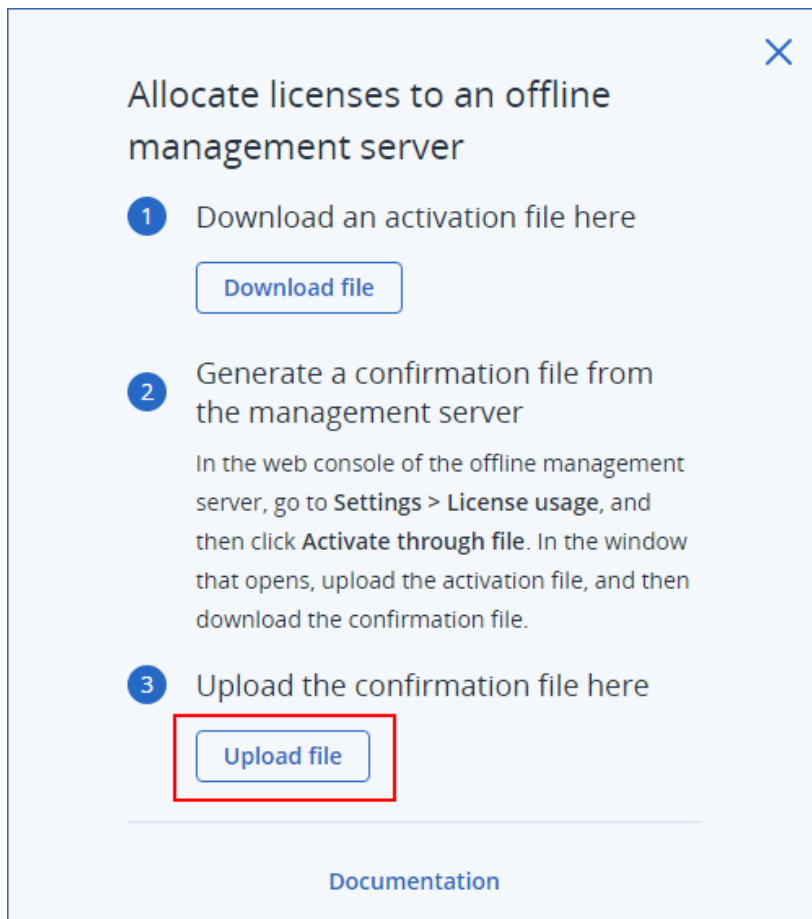 Allocate licenses to an offline
management server
1 Download an activation file here
Download file
2 Generate a confirmation file from
the management server
In the web console of the offline management
server, go to Settings > License usage, and
then click Activate through file. In the window
that opens, upload the activation file, and then
download the confirmation file.
3 Upload the confirmation file here
Upload file
Documentation